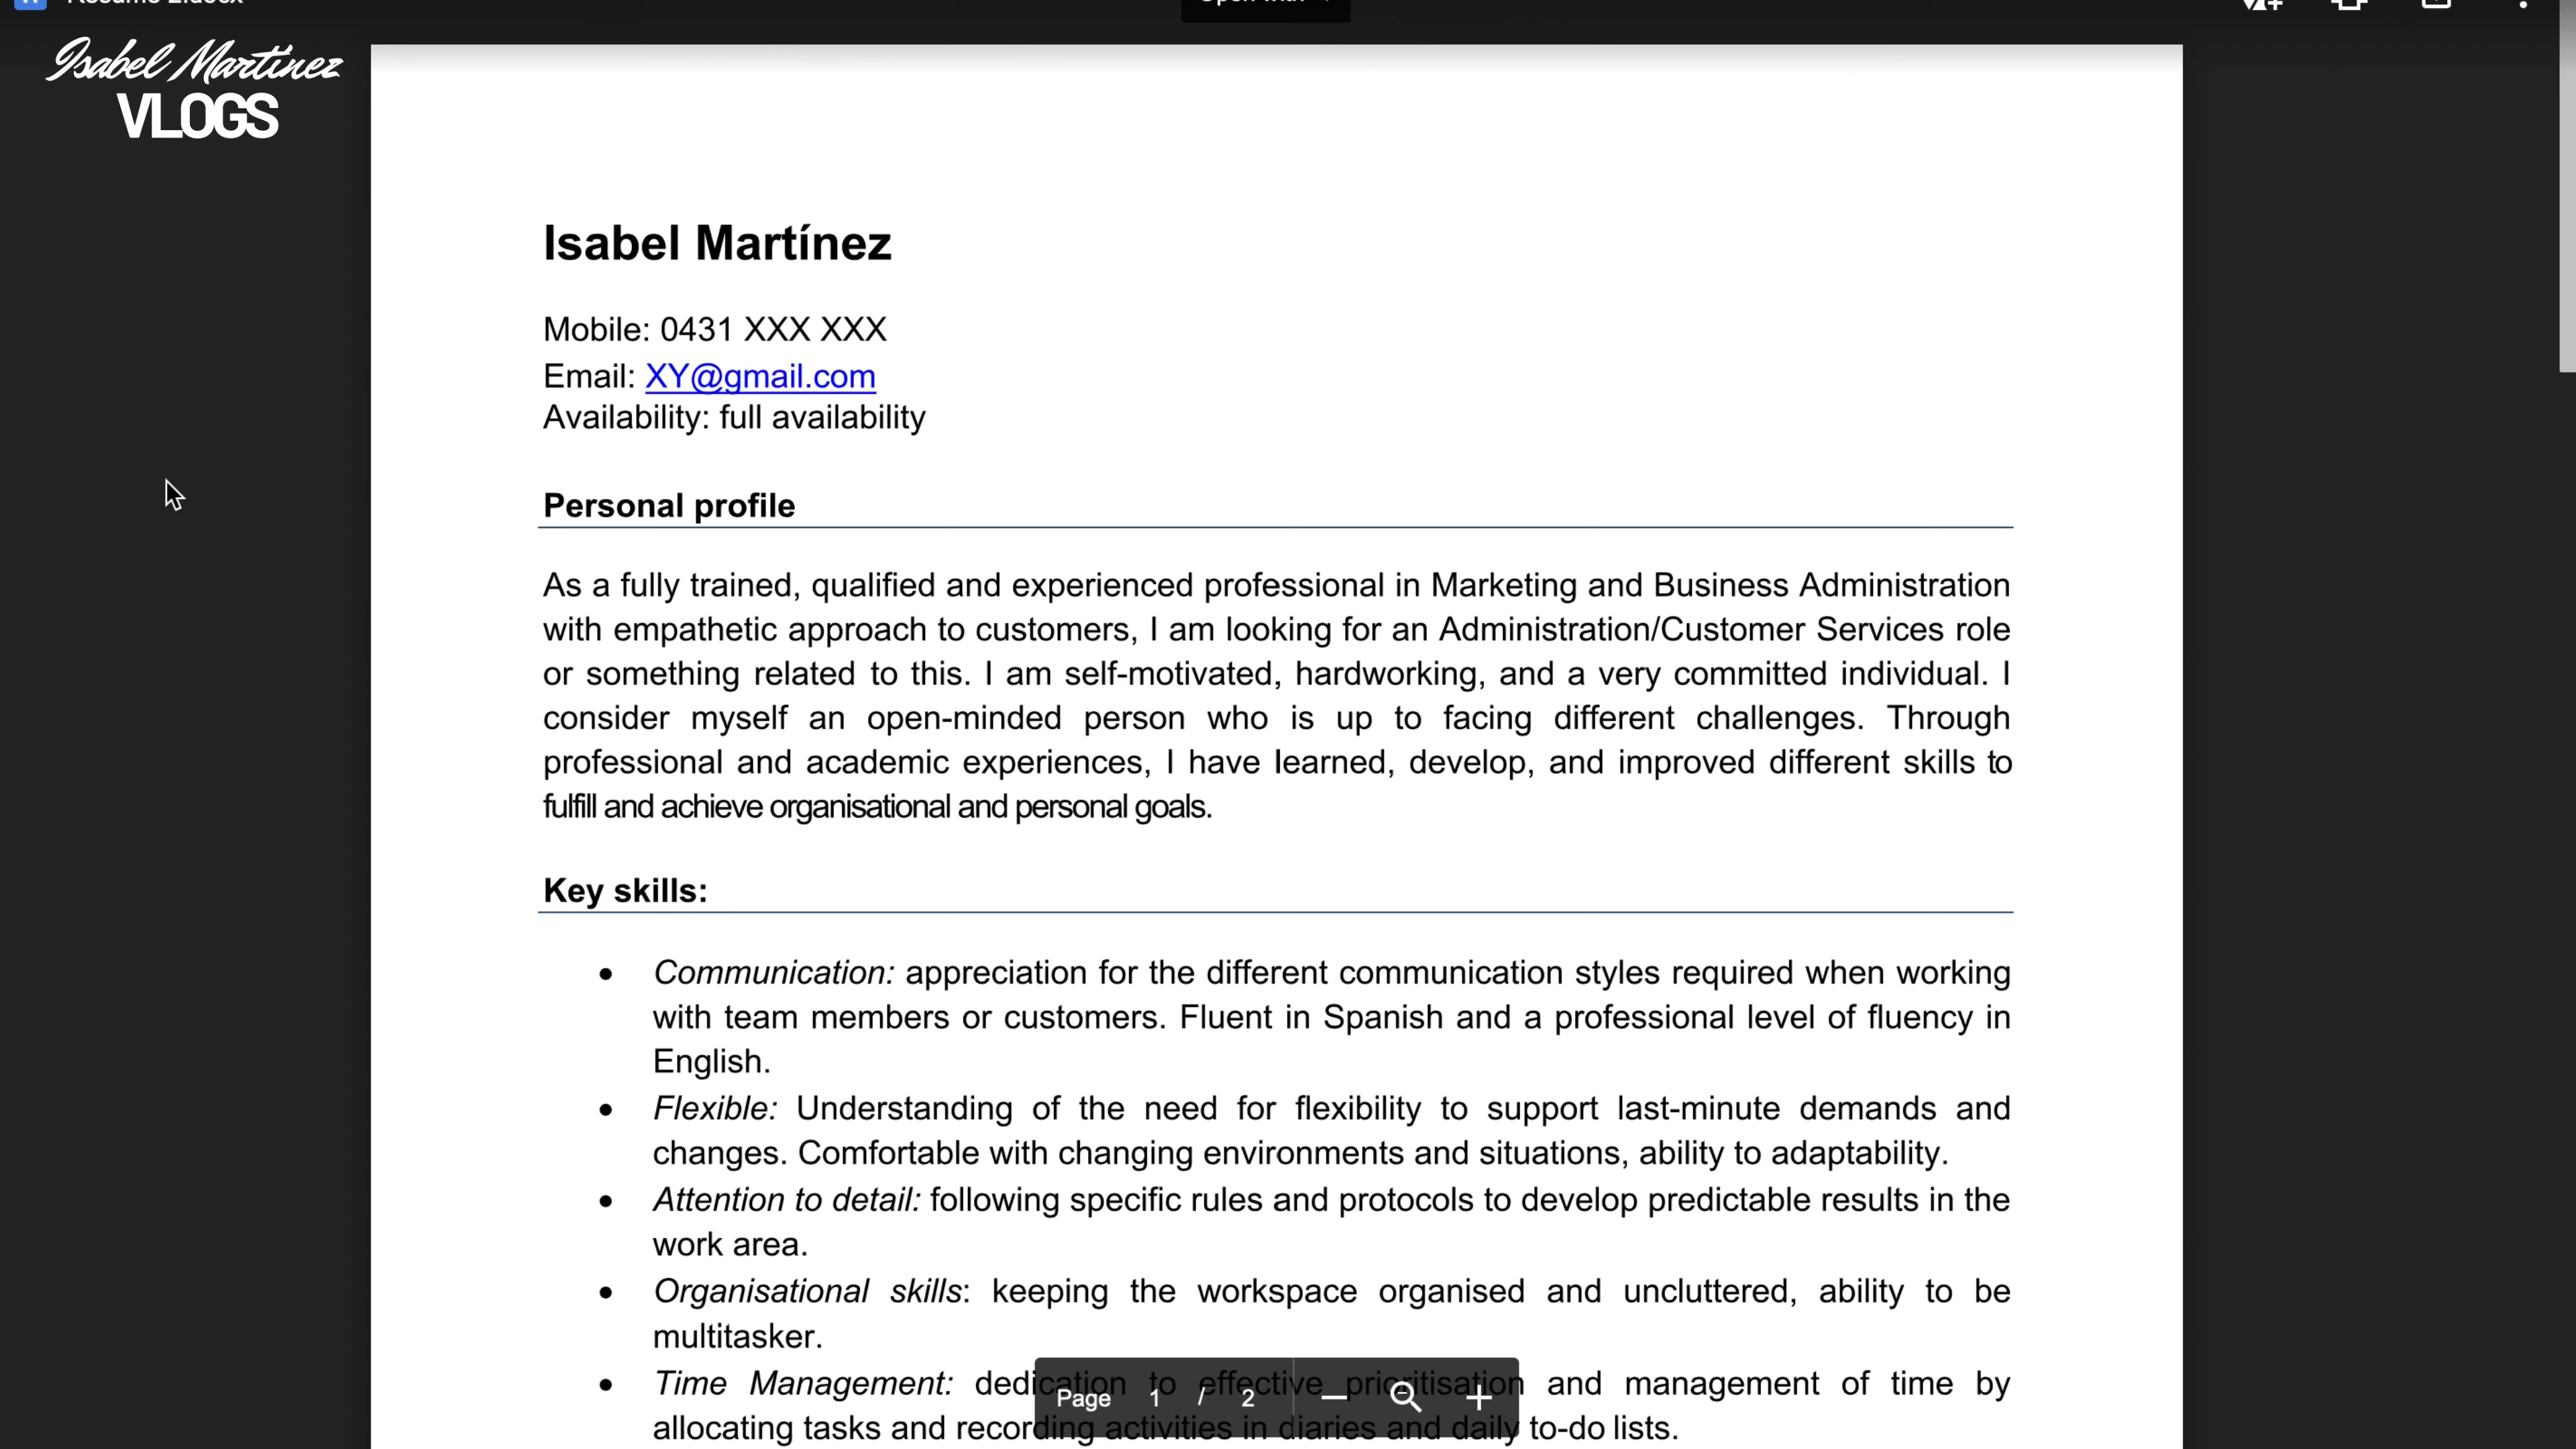 Isabel Martinez
VLOGS
Isabel Martínez
Mobile: 0431 XXX XXX
Email: XY@gmail.com
Availability: full availability
Personal profile
As a fully trained, qualified and experienced professional in Marketing and Business Administration
with empathetic approach to customers, I am looking for an Administration/Customer Services role
or something related to this. I am self-motivated, hardworking, and a very committed individual. I
consider myself an open-minded person who is up to facing different challenges. Through
professional and academic experiences, I have learned, develop, and improved different skills to
fulfill and achieve organisational and personal goals.
Key skills:
• Communication: appreciation for the different communication styles required when working
with team members or customers. Fluent in Spanish and a professional level of fluency in
English.
• Flexible: Understanding of the need for flexibility to support last-minute demands and
changes. Comfortable with changing environments and situations, ability to adaptability.
• Attention to detail: following specific rules and protocols to develop predictable results in the
work area.
• Organisational skills: keeping the workspace organised and uncluttered, ability to be
multitasker.
• Time Management: dedication to effective prioritisation and management of time by
allocating tasks and recording activities in diaries and daily to-do lists.
Page 1 / 2